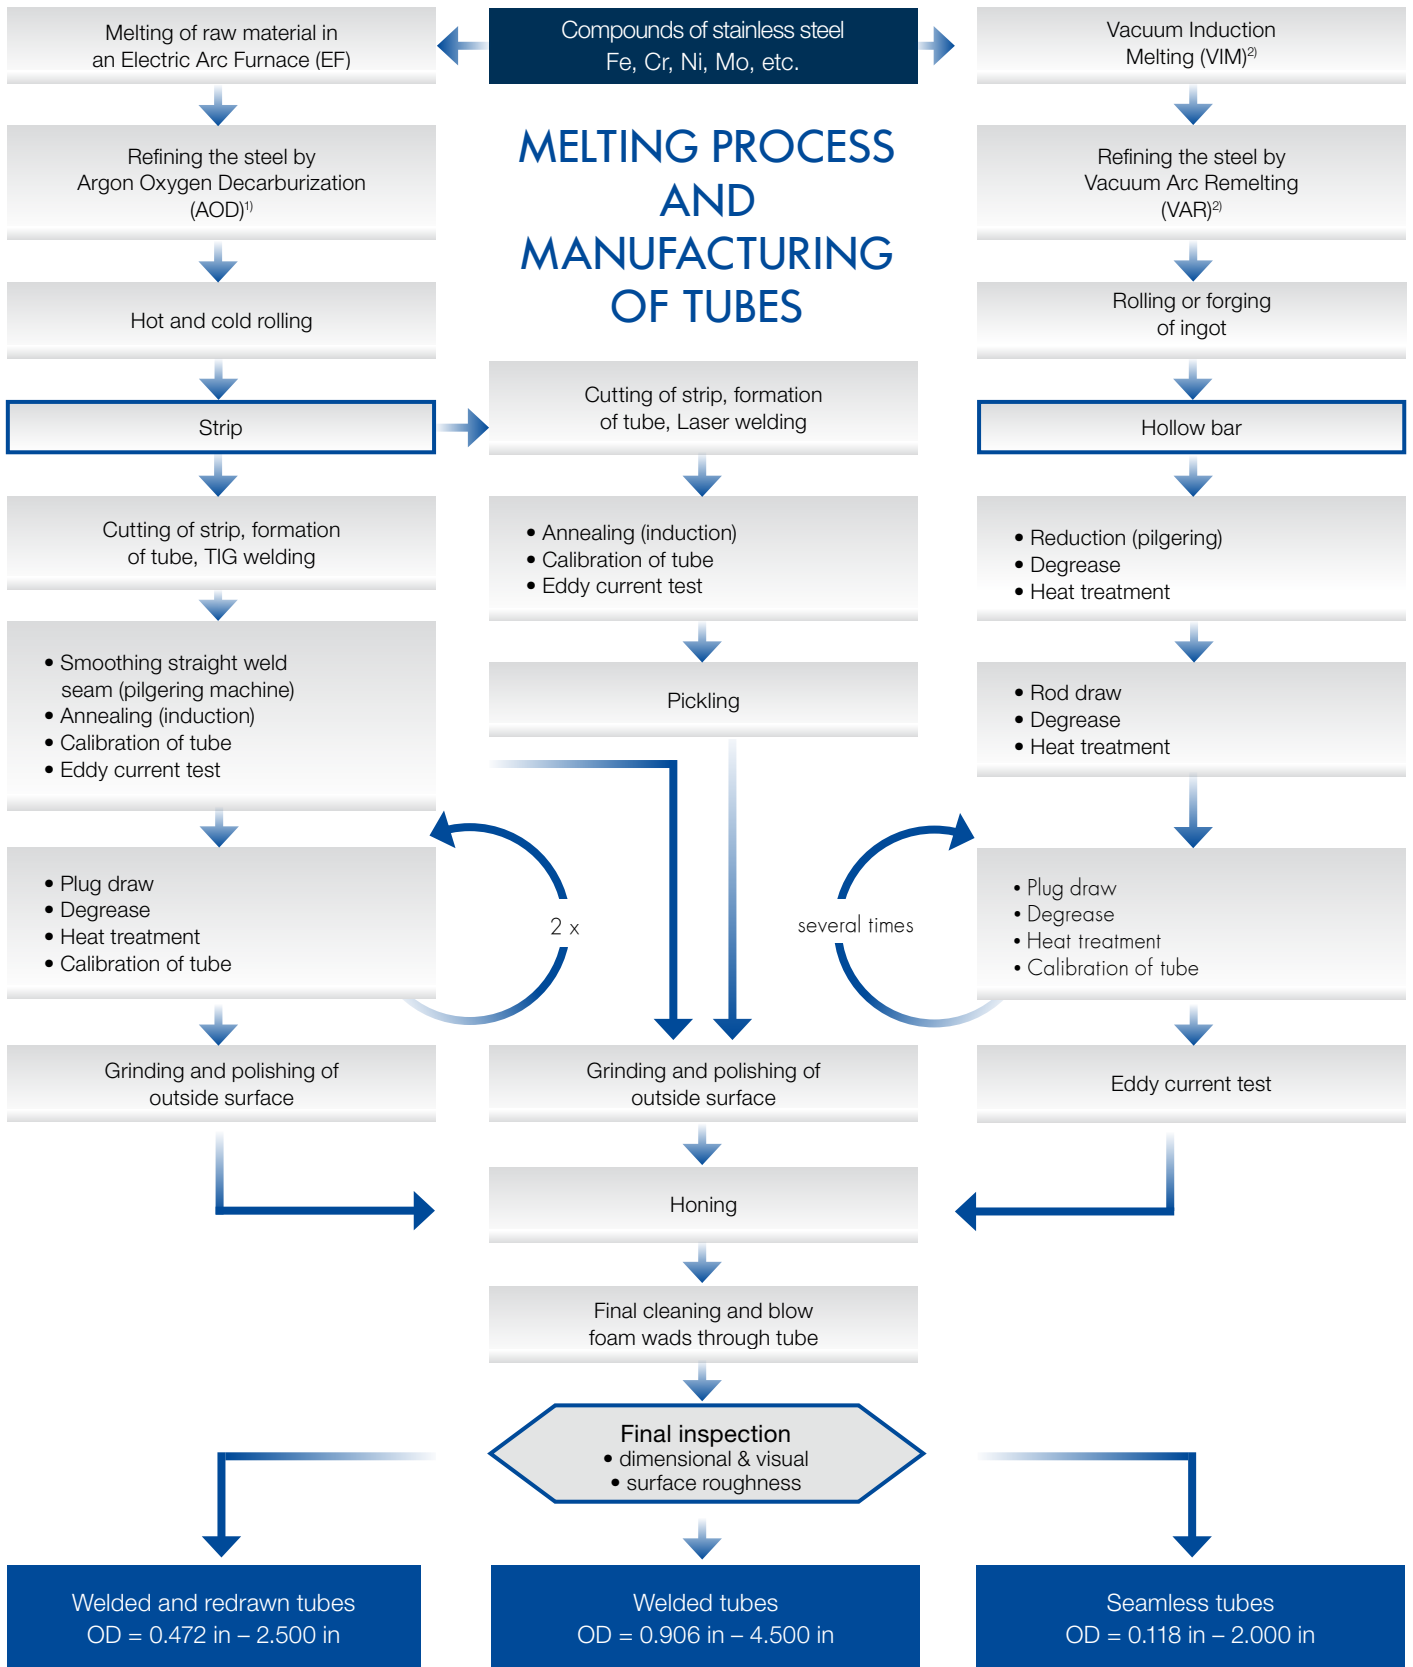 Melting of raw material in
an Electric Arc Furnace (EF)
Compounds of stainless steel
Fe, Cr, Ni, Mo, etc.
Vacuum Induction
Melting (VIM)²⁾
MELTING PROCESS
AND
MANUFACTURING
OF TUBES
Refining the steel by
Argon Oxygen Decarburization
(AOD)¹⁾
Refining the steel by
Vacuum Arc Remelting
(VAR)²⁾
Hot and cold rolling
Rolling or forging
of ingot
Strip
Cutting of strip, formation
of tube, Laser welding
Hollow bar
Cutting of strip, formation
of tube, TIG welding
• Annealing (induction)
• Calibration of tube
• Eddy current test
• Reduction (pilgering)
• Degrease
• Heat treatment
• Smoothing straight weld
seam (pilgering machine)
• Annealing (induction)
• Calibration of tube
• Eddy current test
Pickling
• Rod draw
• Degrease
• Heat treatment
• Plug draw
• Degrease
• Heat treatment
• Calibration of tube
2 x
several times
• Plug draw
• Degrease
• Heat treatment
• Calibration of tube
Grinding and polishing of
outside surface
Grinding and polishing of
outside surface
Eddy current test
Honing
Final cleaning and blow
foam wads through tube
Final inspection
• dimensional & visual
• surface roughness
Welded and redrawn tubes
OD = 0.472 in – 2.500 in
Welded tubes
OD = 0.906 in – 4.500 in
Seamless tubes
OD = 0.118 in – 2.000 in